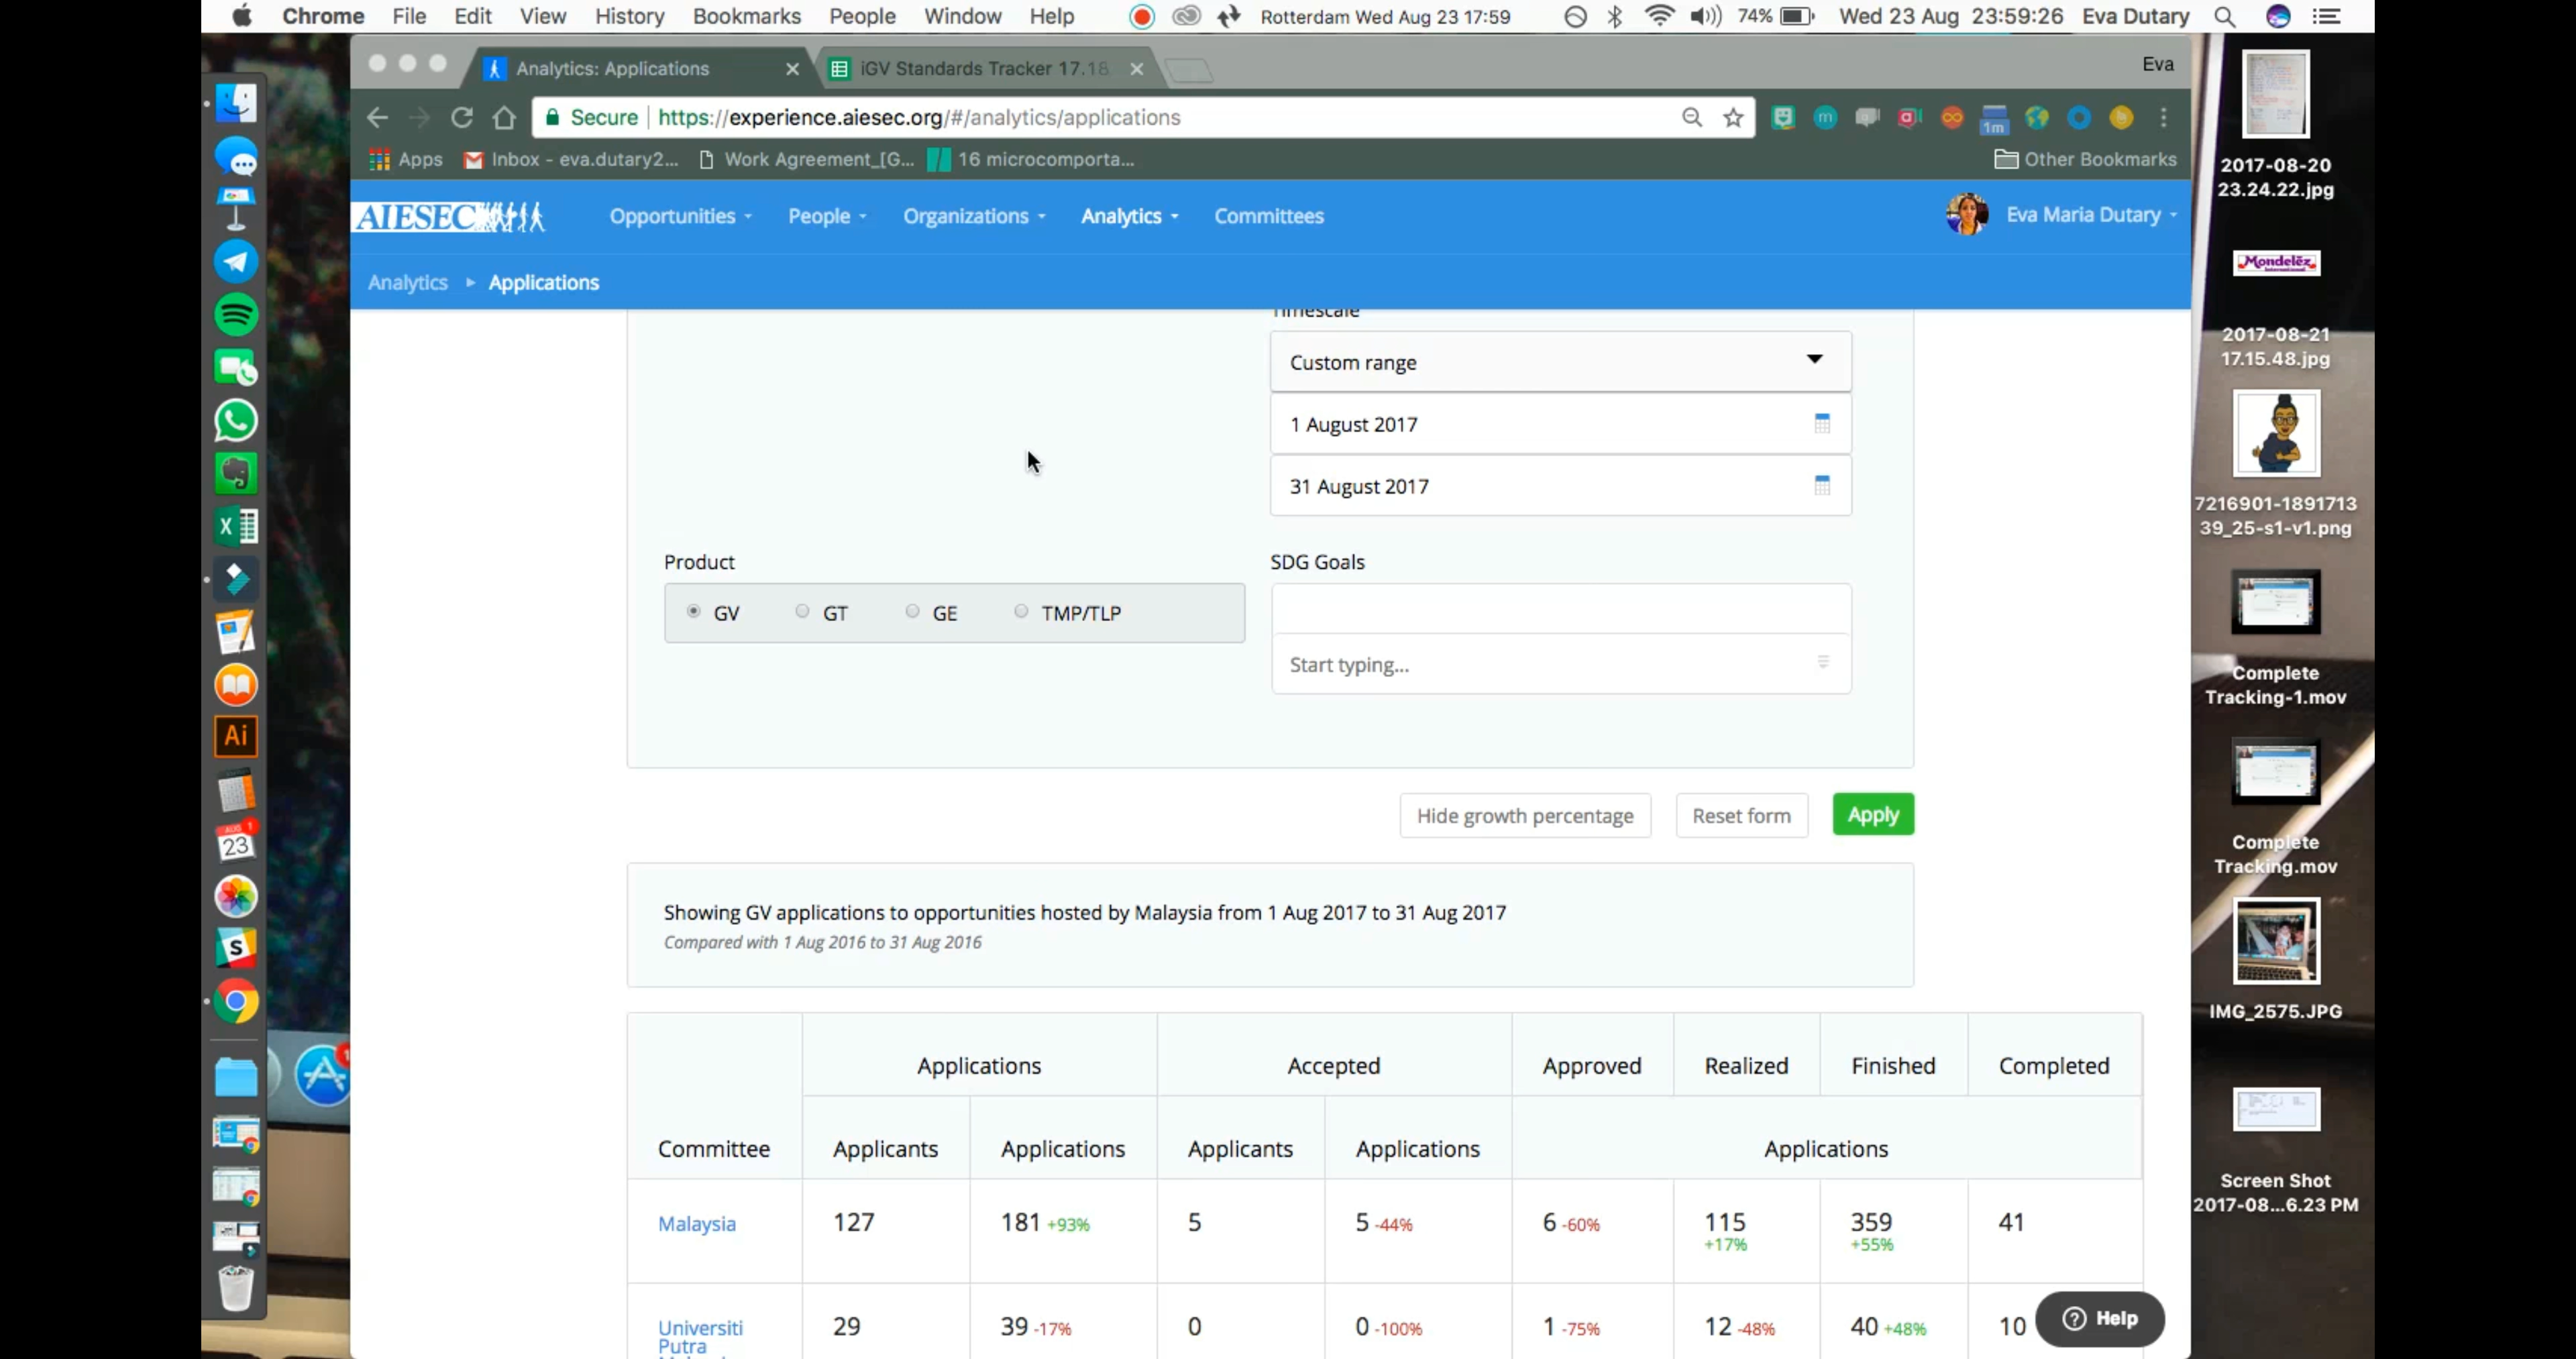 Chrome File Edit View History Bookmarks People Window Help Rotterdam Wed Aug 23 17:59 74% Wed 23 Aug 23:59:26 Eva Dutary
Analytics: Applications
iGV Standards Tracker 17.18
Eva
Secure https://experience.aiesec.org/#/analytics/applications
1m
Apps Inbox - eva.dutary2... Work Agreement_[G... 16 microcomporta... Other Bookmarks
AIESEC Opportunities People Organizations Analytics Committees Eva Maria Dutary
Analytics Applications
Timescale
Custom range
1 August 2017
31 August 2017
Product SDG Goals
GV GT GE TMP/TLP
Start typing...
Hide growth percentage Reset form Apply
Showing GV applications to opportunities hosted by Malaysia from 1 Aug 2017 to 31 Aug 2017
Compared with 1 Aug 2016 to 31 Aug 2016
Applications Accepted Approved Realized Finished Completed
Committee Applicants Applications Applicants Applications Applications
Malaysia 127 181 +93% 5 5 -44% 6 -60% 115 359 41
+17% +55%
Universiti 29 39 -17% 0 0 -100% 1 -75% 12 -48% 40 +48% 10
Putra
Help
2017-08-20
23.24.22.jpg
Mondelēz
International
2017-08-21
17.15.48.jpg
7216901-1891713
39_25-s1-v1.png
Complete
Tracking-1.mov
Complete
Tracking.mov
IMG_2575.JPG
Screen Shot
2017-08...6.23 PM
Ai
AUG
23
1
S
X